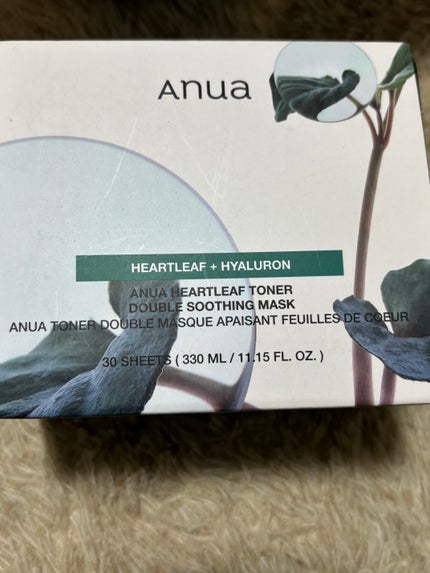 Anua
HEARTLEAF + HYALURON
ANUA HEARTLEAF TONER
DOUBLE SOOTHING MASK
ANUA TONER DOUBLE MASQUE APAISANT FEUILLES DE COEUR
30 SHEETS ( 330 ML / 11.15 FL. OZ. )